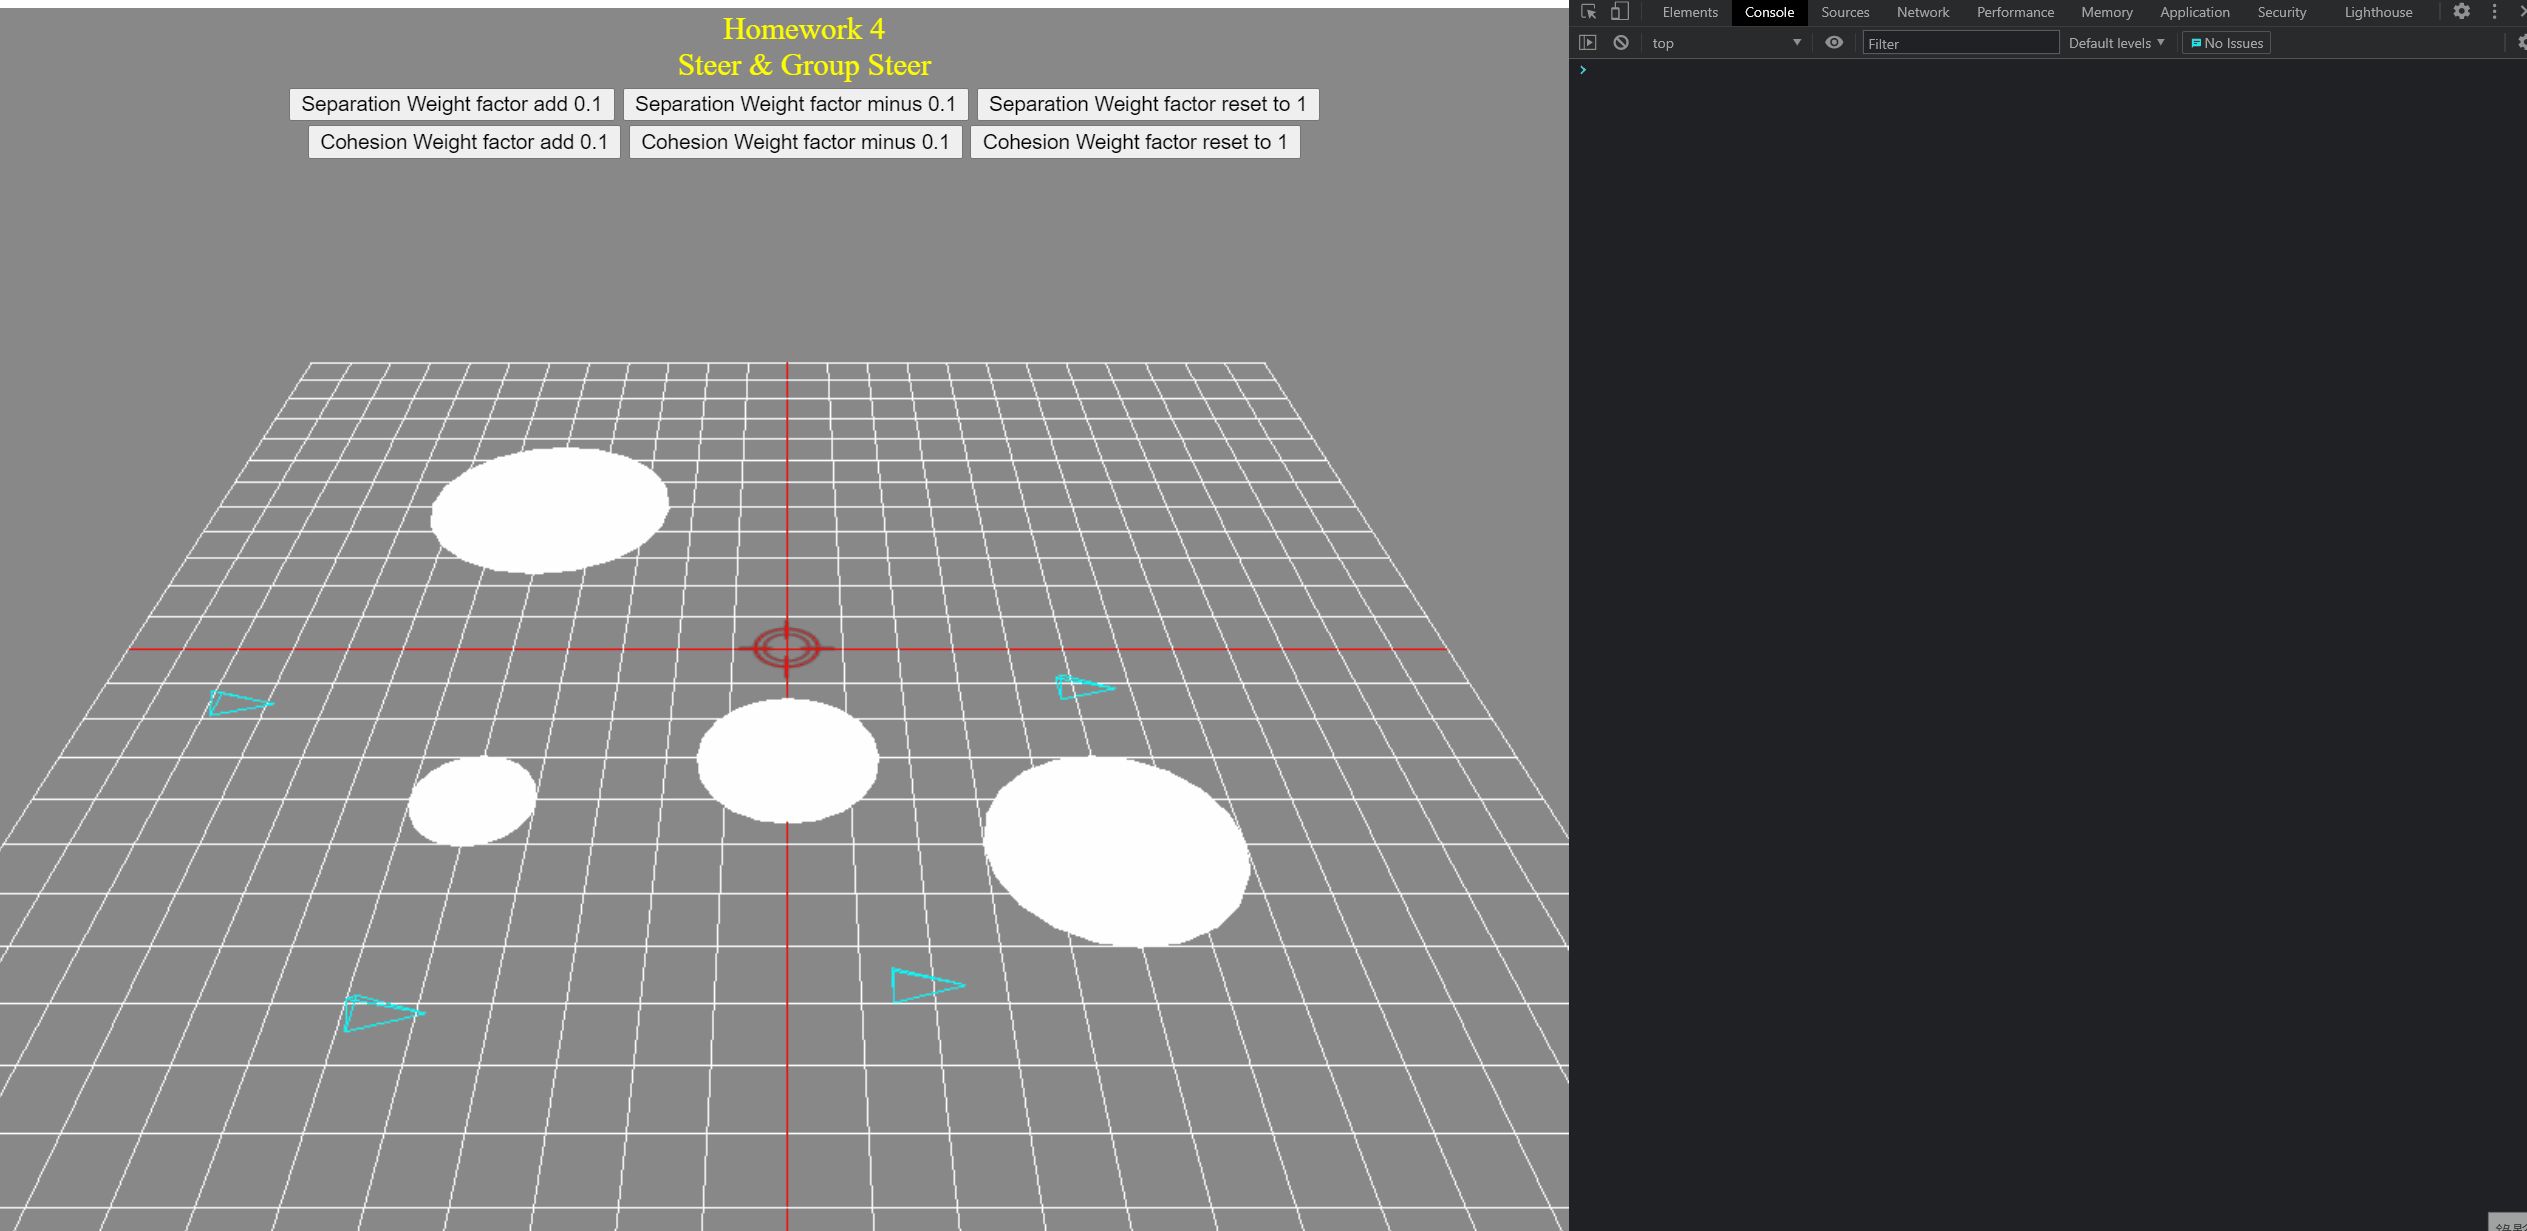 Homework 4
Steer & Group Steer
Separation Weight factor add 0.1 Separation Weight factor minus 0.1 Separation Weight factor reset to 1
Cohesion Weight factor add 0.1 Cohesion Weight factor minus 0.1 Cohesion Weight factor reset to 1
Elements Console Sources Network Performance Memory Application Security Lighthouse
top Filter Default levels No Issues